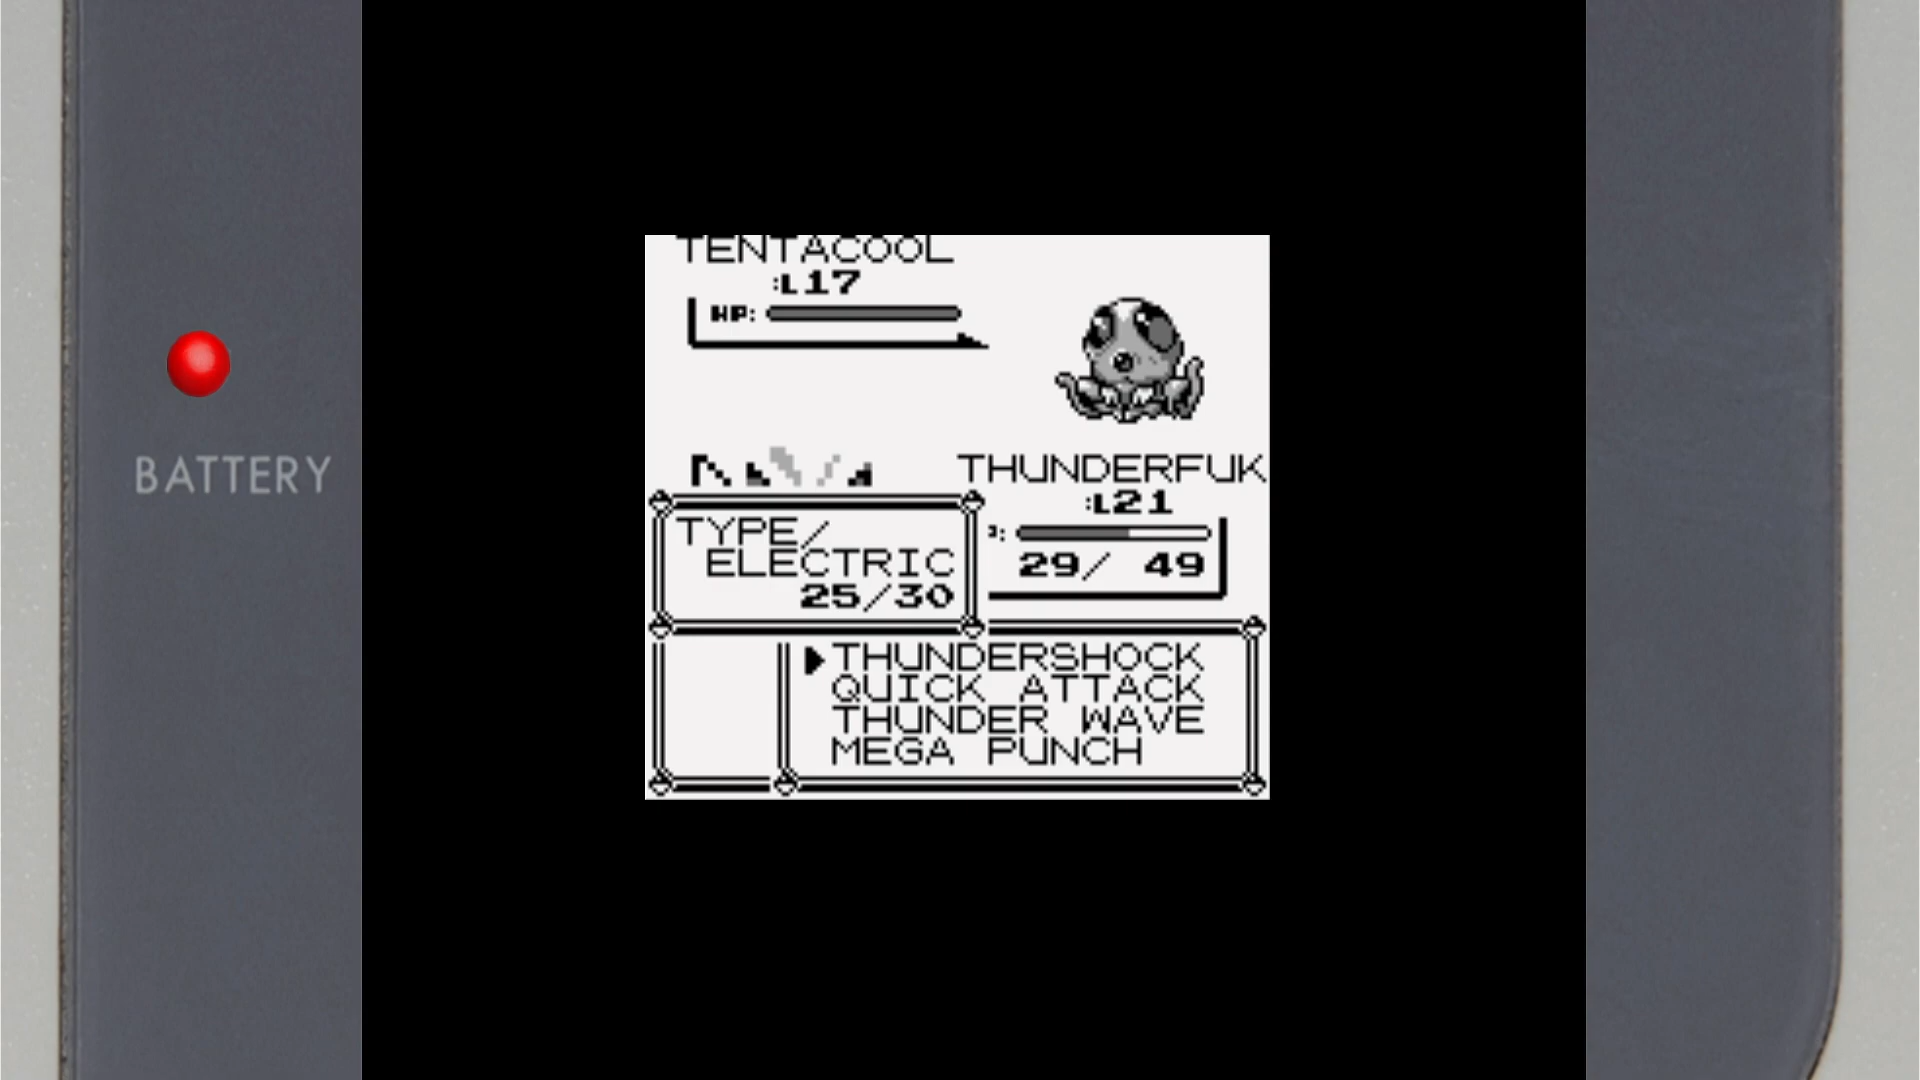 TENTACOOL
:L17
HP:
BATTERY
THUNDERFUK
:L21
TYPE/
ELECTRIC
25/30
29/ 49
THUNDERSHOCK
QUICK ATTACK
THUNDER WAVE
MEGA PUNCH